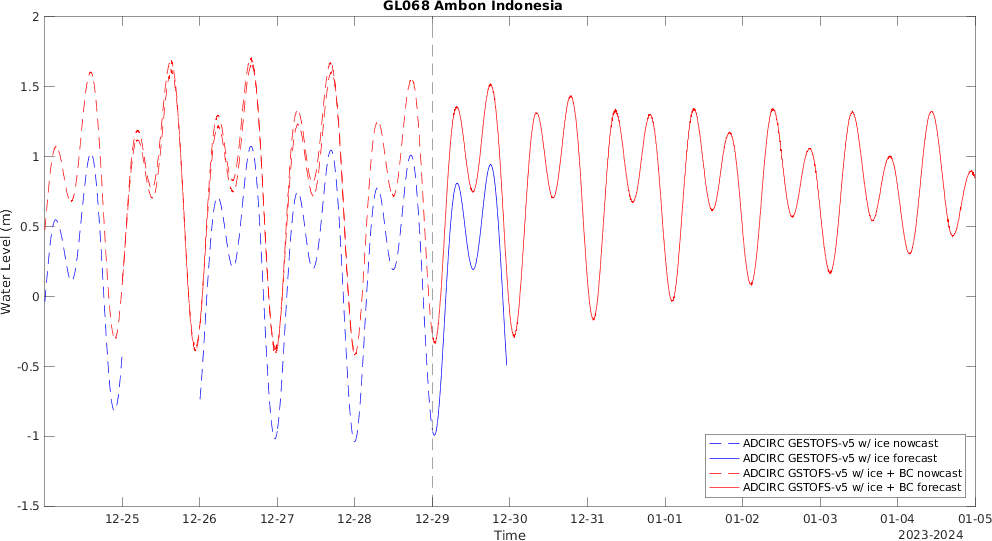 GL068 Ambon Indonesia
2
1.5
1
0.5
0
-0.5
-1
-1.5
Water Level (m)
ADCIRC GESTOFS-v5 w/ ice nowcast
ADCIRC GESTOFS-v5 w/ ice forecast
ADCIRC GSTOFS-v5 w/ ice + BC nowcast
ADCIRC GSTOFS-v5 w/ ice + BC forecast
12-25 12-26 12-27 12-28 12-29 12-30 12-31 01-01 01-02 01-03 01-04 01-05
Time
2023-2024